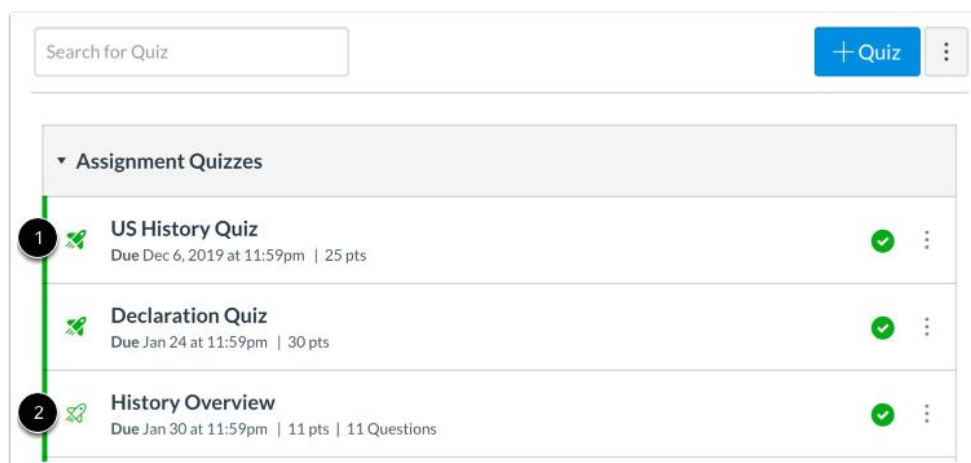 Search for Quiz
+ Quiz
Assignment Quizzes
1
US History Quiz
Due Dec 6, 2019 at 11:59pm | 25 pts
Declaration Quiz
Due Jan 24 at 11:59pm | 30 pts
2
History Overview
Due Jan 30 at 11:59pm | 11 pts | 11 Questions